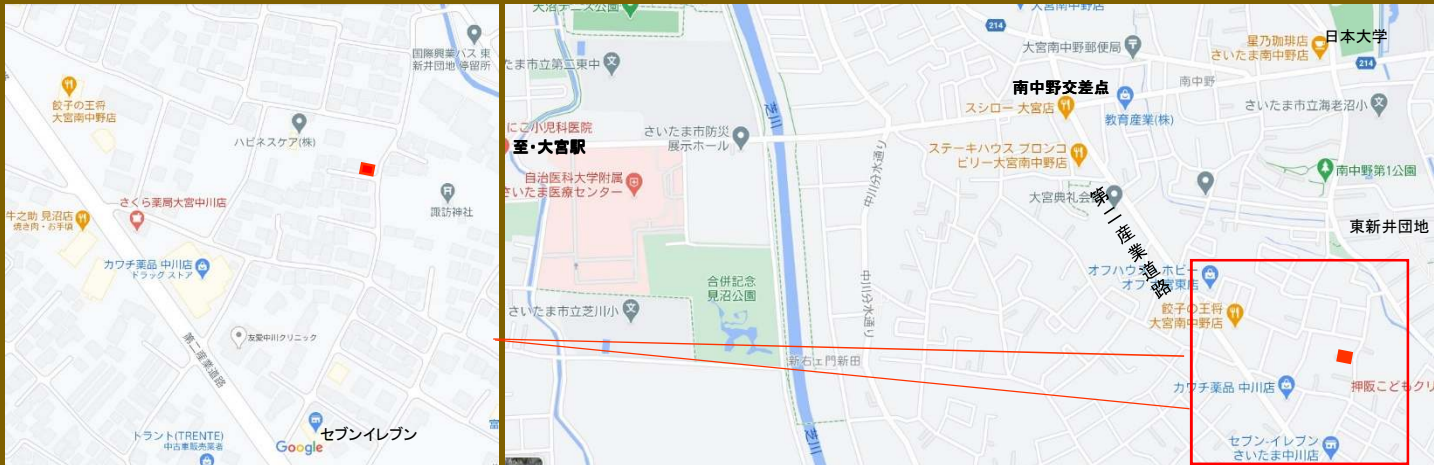 国際興業バス 東
新井団地 停留所
餃子の王将
大宮南中野店
ハピネスケア(株)
諏訪神社
さくら薬局大宮中川店
牛之助 見沼店
焼き肉・お手頃
カワチ薬品 中川店
ドラッグ ストア
友愛中川クリニック
第二産業道路
セブンイレブン
トラント(TRENTE)
中古車販売業者
Google
富
大沼テニス公園
大宮南中野店
214
日本大学
大宮南中野郵便局
星乃珈琲店
さいたま南中野店
214
たま市立第二東中
南中野交差点
南中野
スシロー 大宮店
教育産業(株)
さいたま市立海老沼小
芝川
にこ小児科医院
至・大宮駅
さいたま市防災
展示ホール
中川分水通り
ステーキハウス ブロンコ
ビリー大宮南中野店
南中野第1公園
自治医科大学附属
さいたま医療センター
大宮典礼会
第二産業道路
東新井団地
オフハウス・ホビー
オフ大宮東店
合併記念
見沼公園
中川分水通り
さいたま市立芝川小
餃子の王将
大宮南中野店
新右ェ門新田
カワチ薬品 中川店
押阪こどもクリ
芝川
セブン-イレブン
さいたま中川店